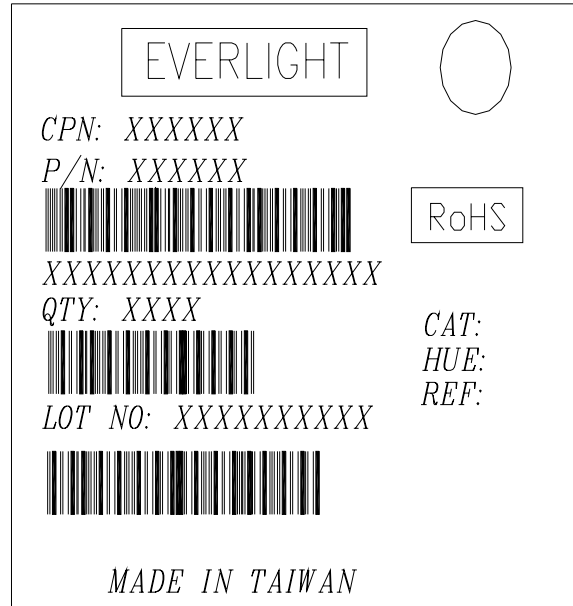 EVERLIGHT
CPN: XXXXXX
P/N: XXXXXX
RoHS
XXXXXXXXXXXXXXXXX
QTY: XXXX
CAT:
HUE:
REF:
LOT NO: XXXXXXXXXX
MADE IN TAIWAN